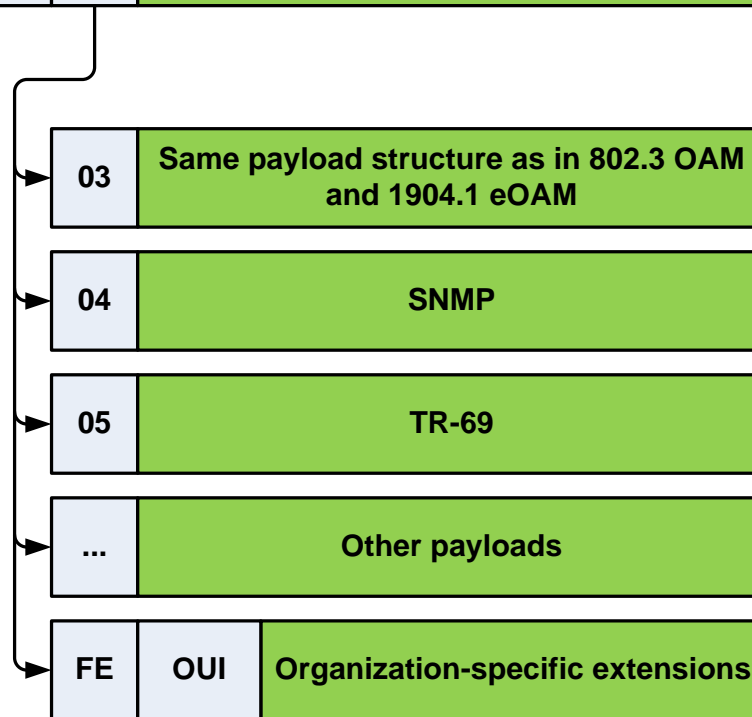 03
Same payload structure as in 802.3 OAM
and 1904.1 eOAM
04
SNMP
05
TR-69
...
Other payloads
FE
OUI
Organization-specific extensions